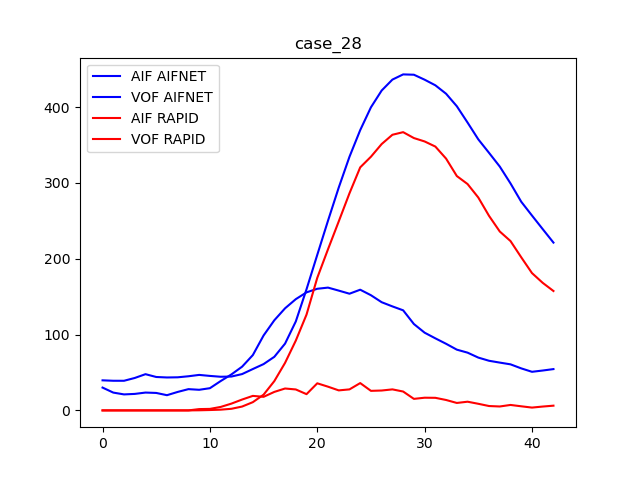 case_28
AIF AIFNET
VOF AIFNET
AIF RAPID
VOF RAPID
400
300
200
100
0
0 10 20 30 40